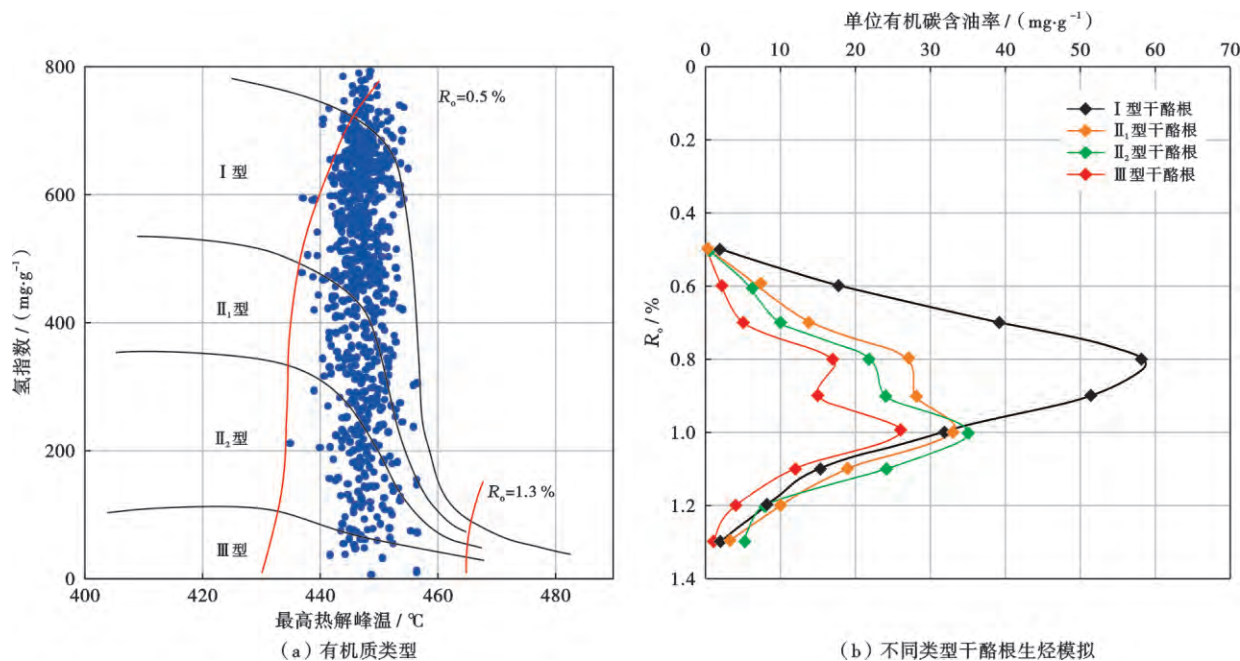 800
600
400
200
0
氢指数 / (mg·g⁻¹)
Rₒ=0.5 %
Ⅰ型
Ⅱ₁型
Ⅱ₂型
Ⅲ型
Rₒ=1.3 %
400
420
440
460
480
最高热解峰温 / ℃
(a) 有机质类型
单位有机碳含油率 / (mg·g⁻¹)
0
10
20
30
40
50
60
70
0
0.2
0.4
0.6
0.8
1.0
1.2
1.4
Rₒ / %
Ⅰ型干酪根
Ⅱ₁型干酪根
Ⅱ₂型干酪根
Ⅲ型干酪根
(b) 不同类型干酪根生烃模拟